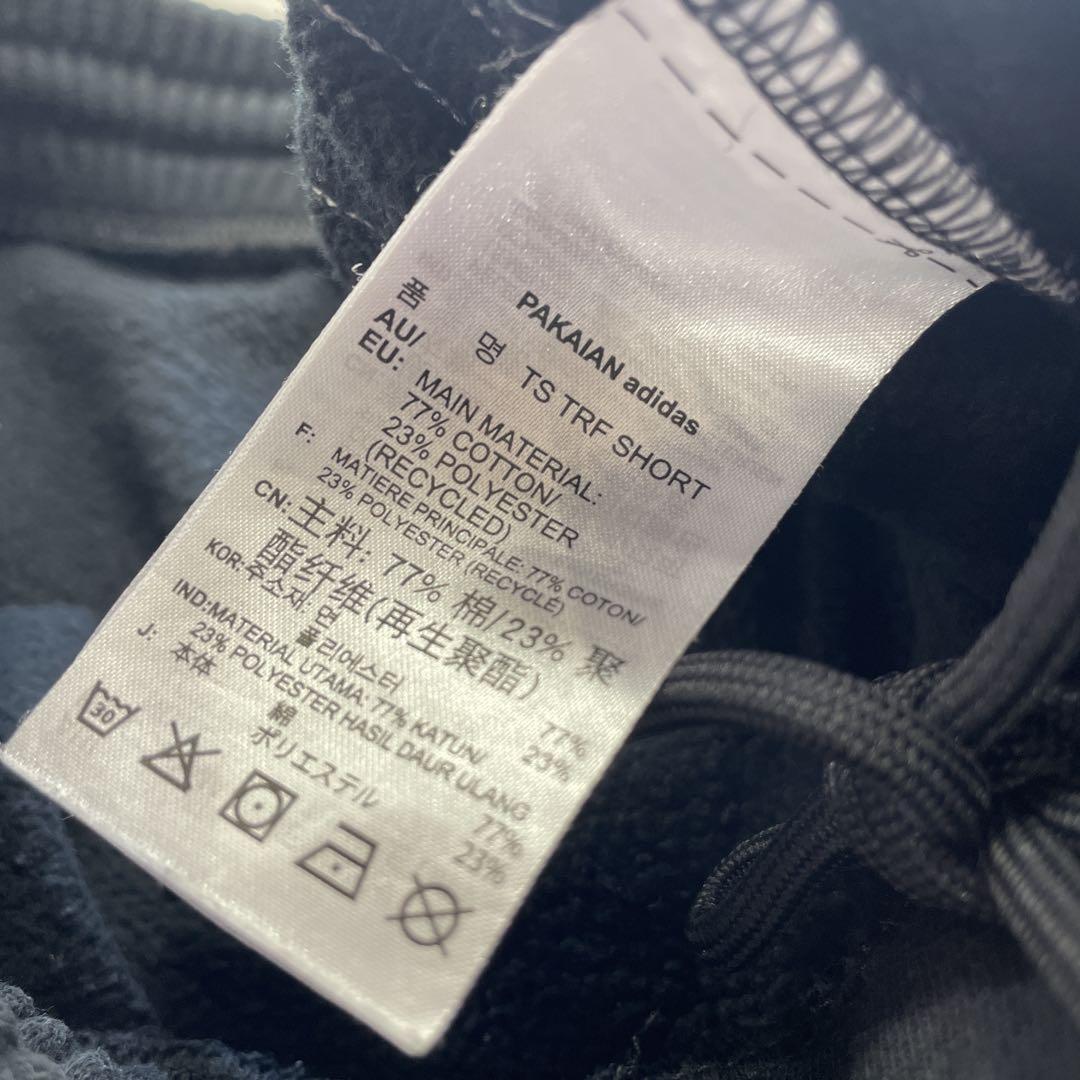 PAKAIAN adidas
품 명 TS TRF SHORT
AU/
EU: MAIN MATERIAL:
77% COTTON/
23% POLYESTER
(RECYCLED)
F: MATIERE PRINCIPALE: 77% COTON/
23% POLYESTER (RECYCLÉ)
CN: 主料: 77% 棉/23% 聚
酯纤维(再生聚酯)
KOR:주소재 면 77%
폴리에스터 23%
IND:MATERIAL UTAMA: 77% KATUN/
23% POLYESTER HASIL DAUR ULANG
J: 本体
綿 77%
ポリエステル 23%
30